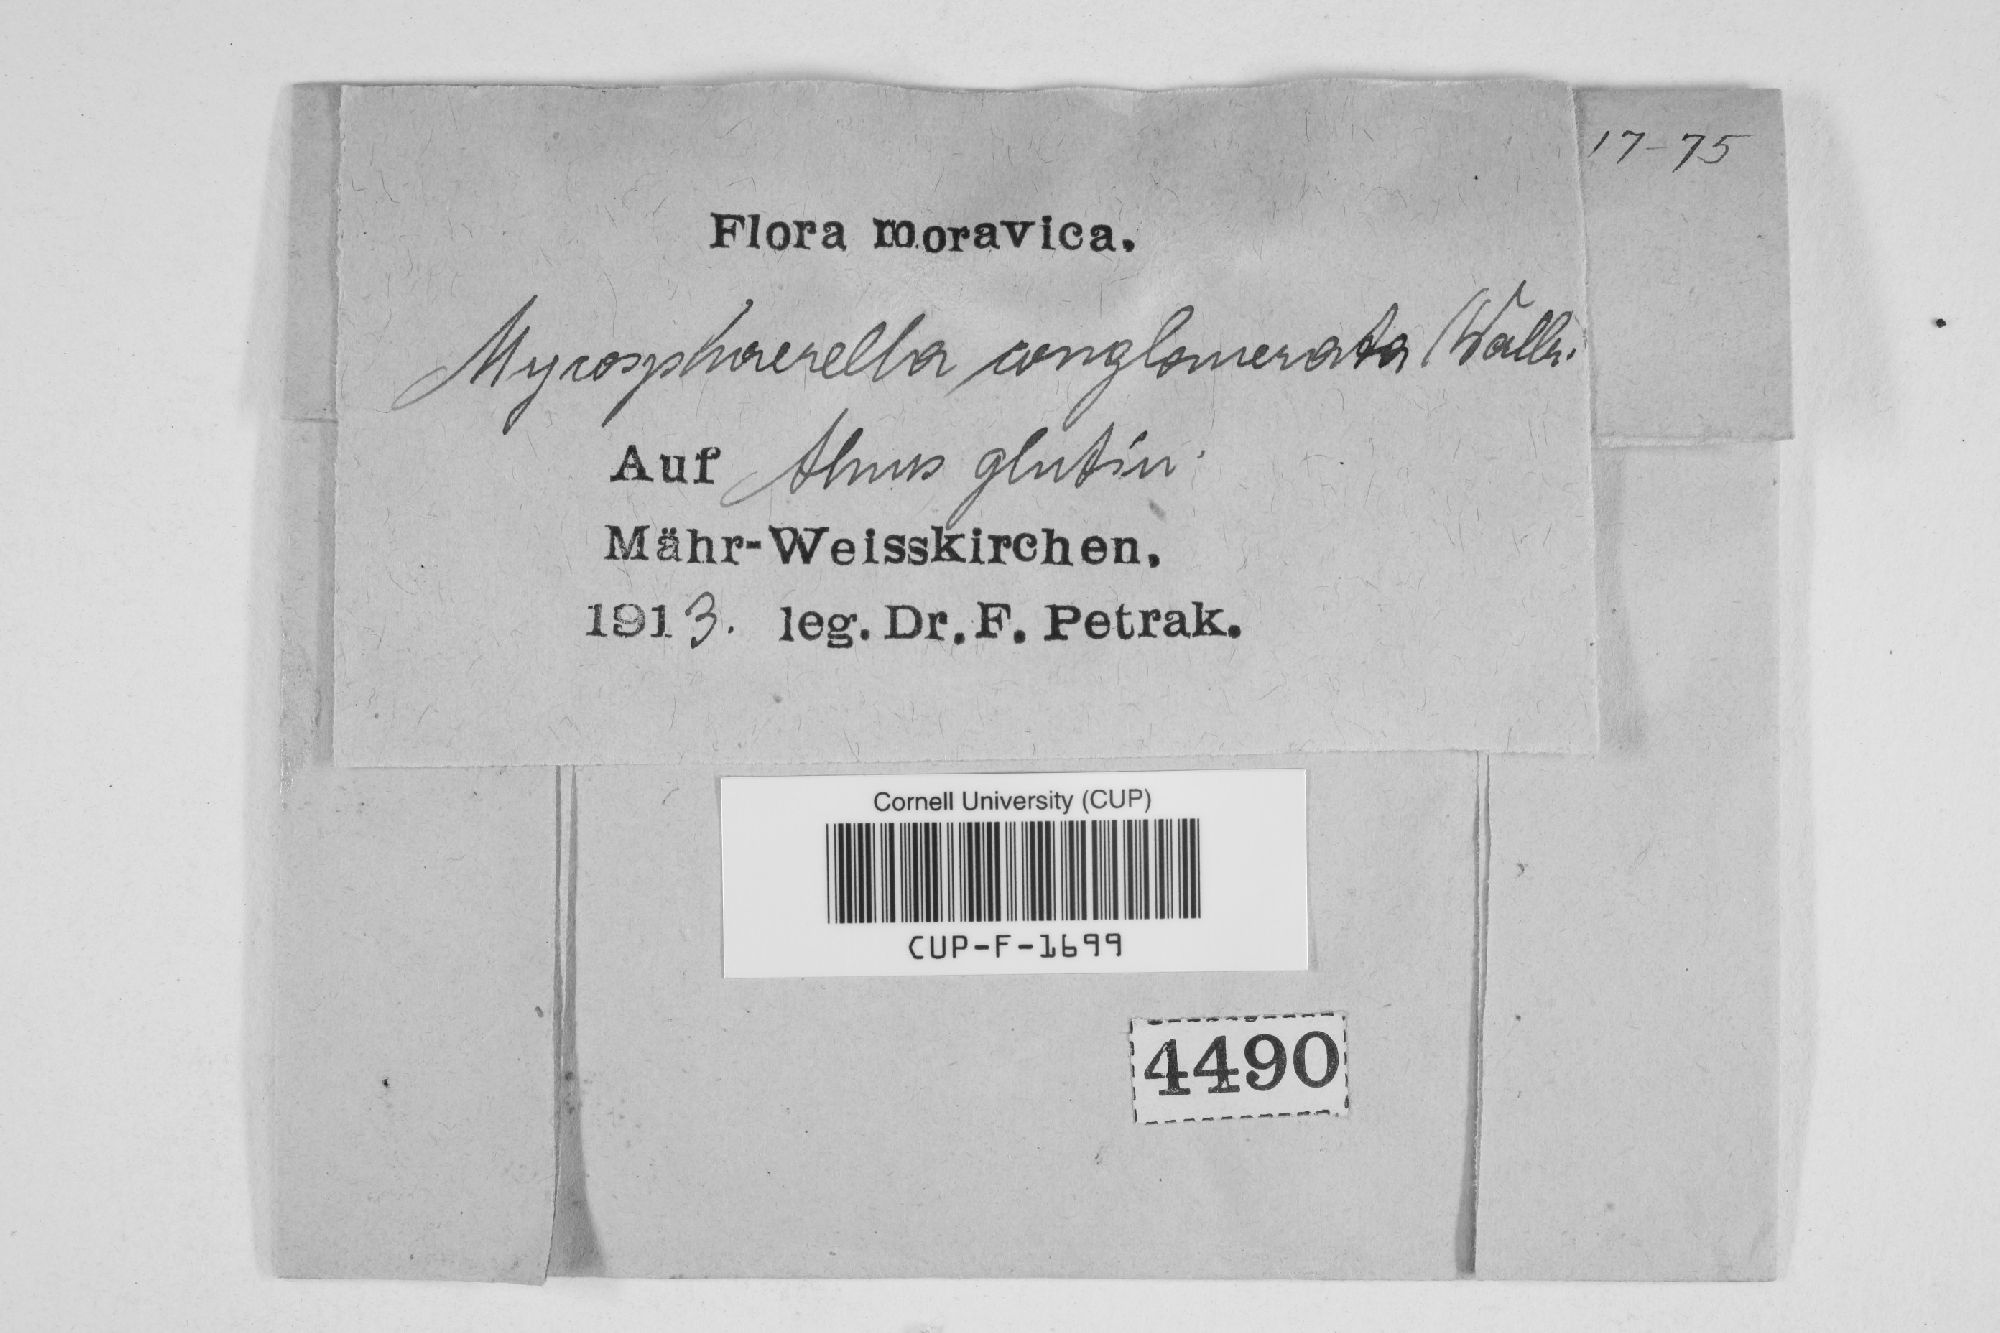 17-75
Flora moravica.
Mycosphaerella conglomerata (Wallr.
Auf Alnus glutin.
Mähr-Weisskirchen.
1913. leg. Dr. F. Petrak.
Cornell University (CUP)
CUP-F-1699
4490